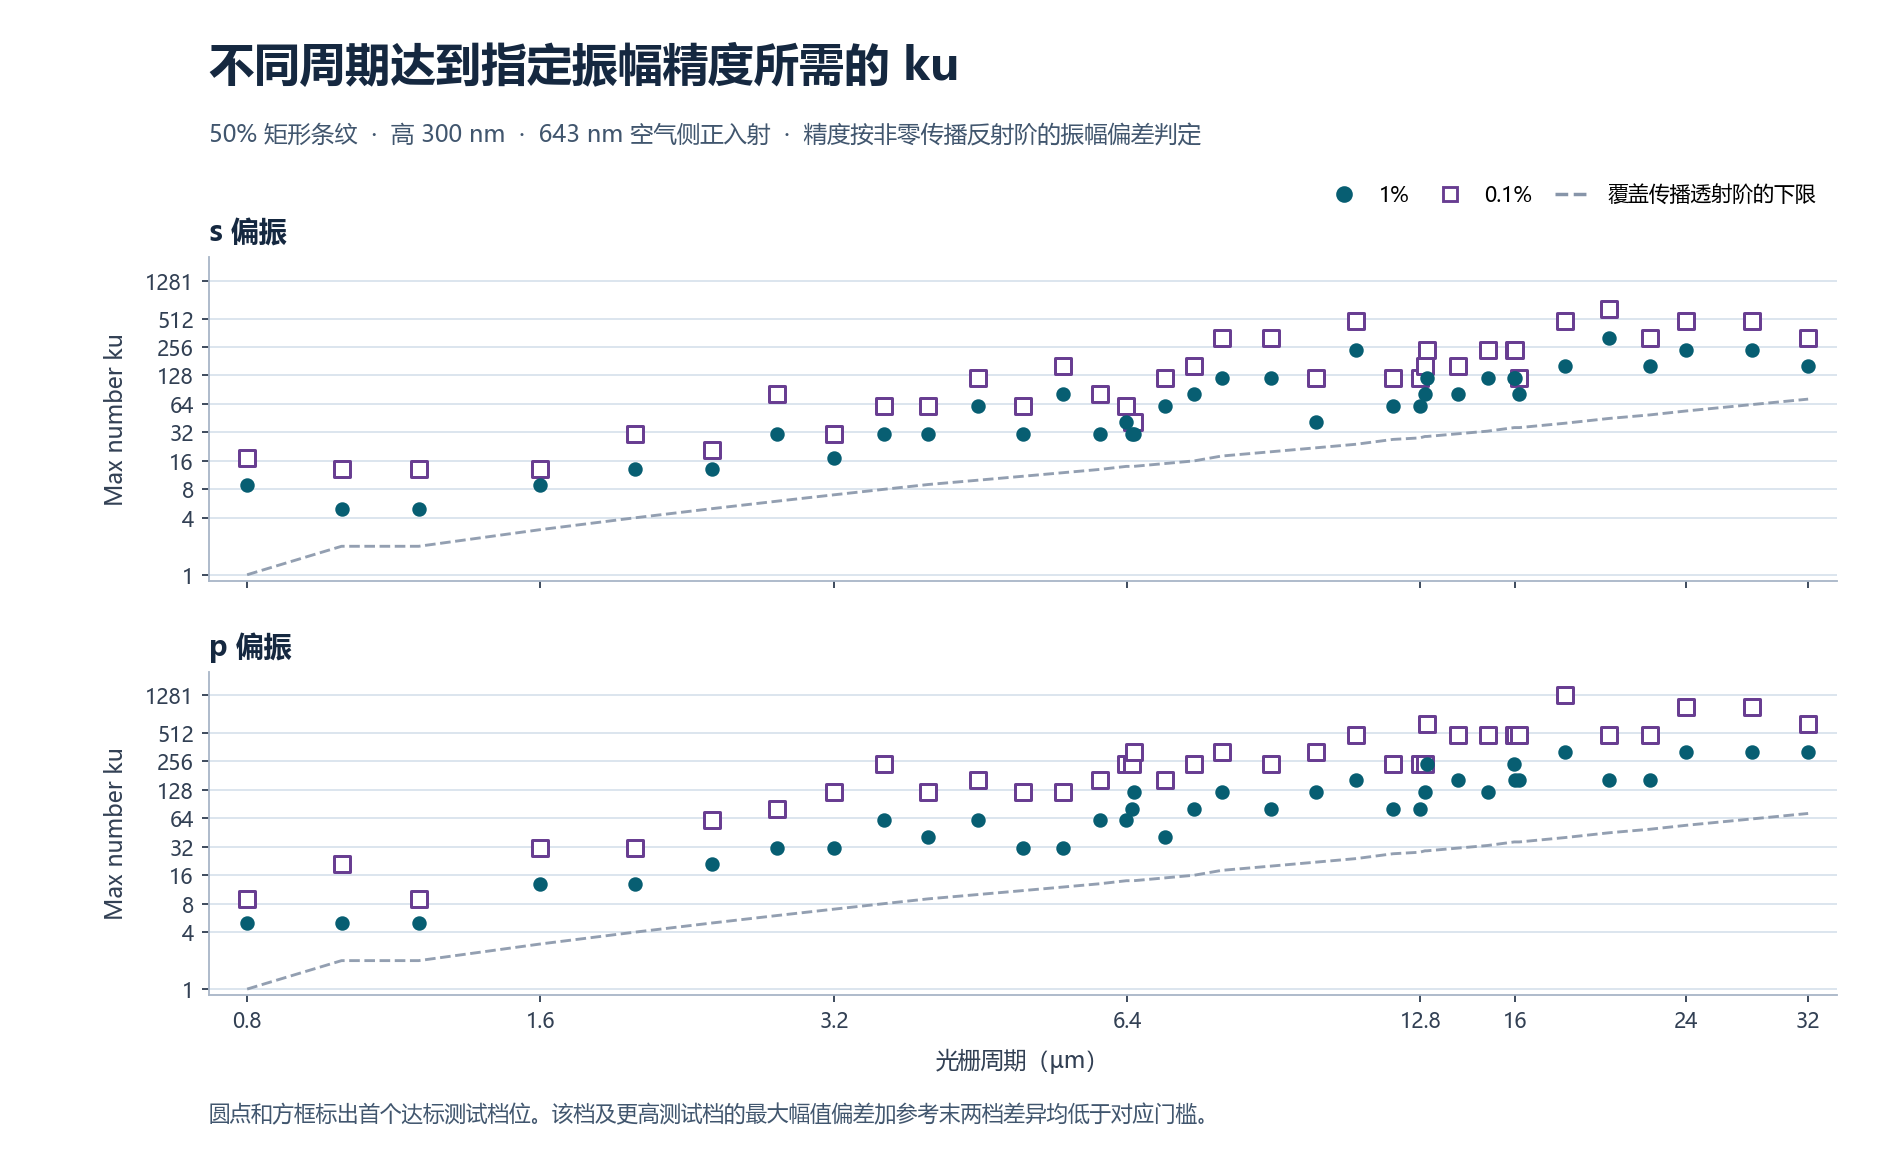 不同周期达到指定振幅精度所需的 ku
50% 矩形条纹 · 高 300 nm · 643 nm 空气侧正入射 · 精度按非零传播反射阶的振幅偏差判定
1% 0.1% 覆盖传播透射阶的下限
s 偏振
Max number ku
1281
512
256
128
64
32
16
8
4
1
p 偏振
Max number ku
1281
512
256
128
64
32
16
8
4
1
0.8 1.6 3.2 6.4 12.8 16 24 32
光栅周期（μm）
圆点和方框标出首个达标测试档位。该档及更高测试档的最大幅值偏差加参考末两档差异均低于对应门槛。